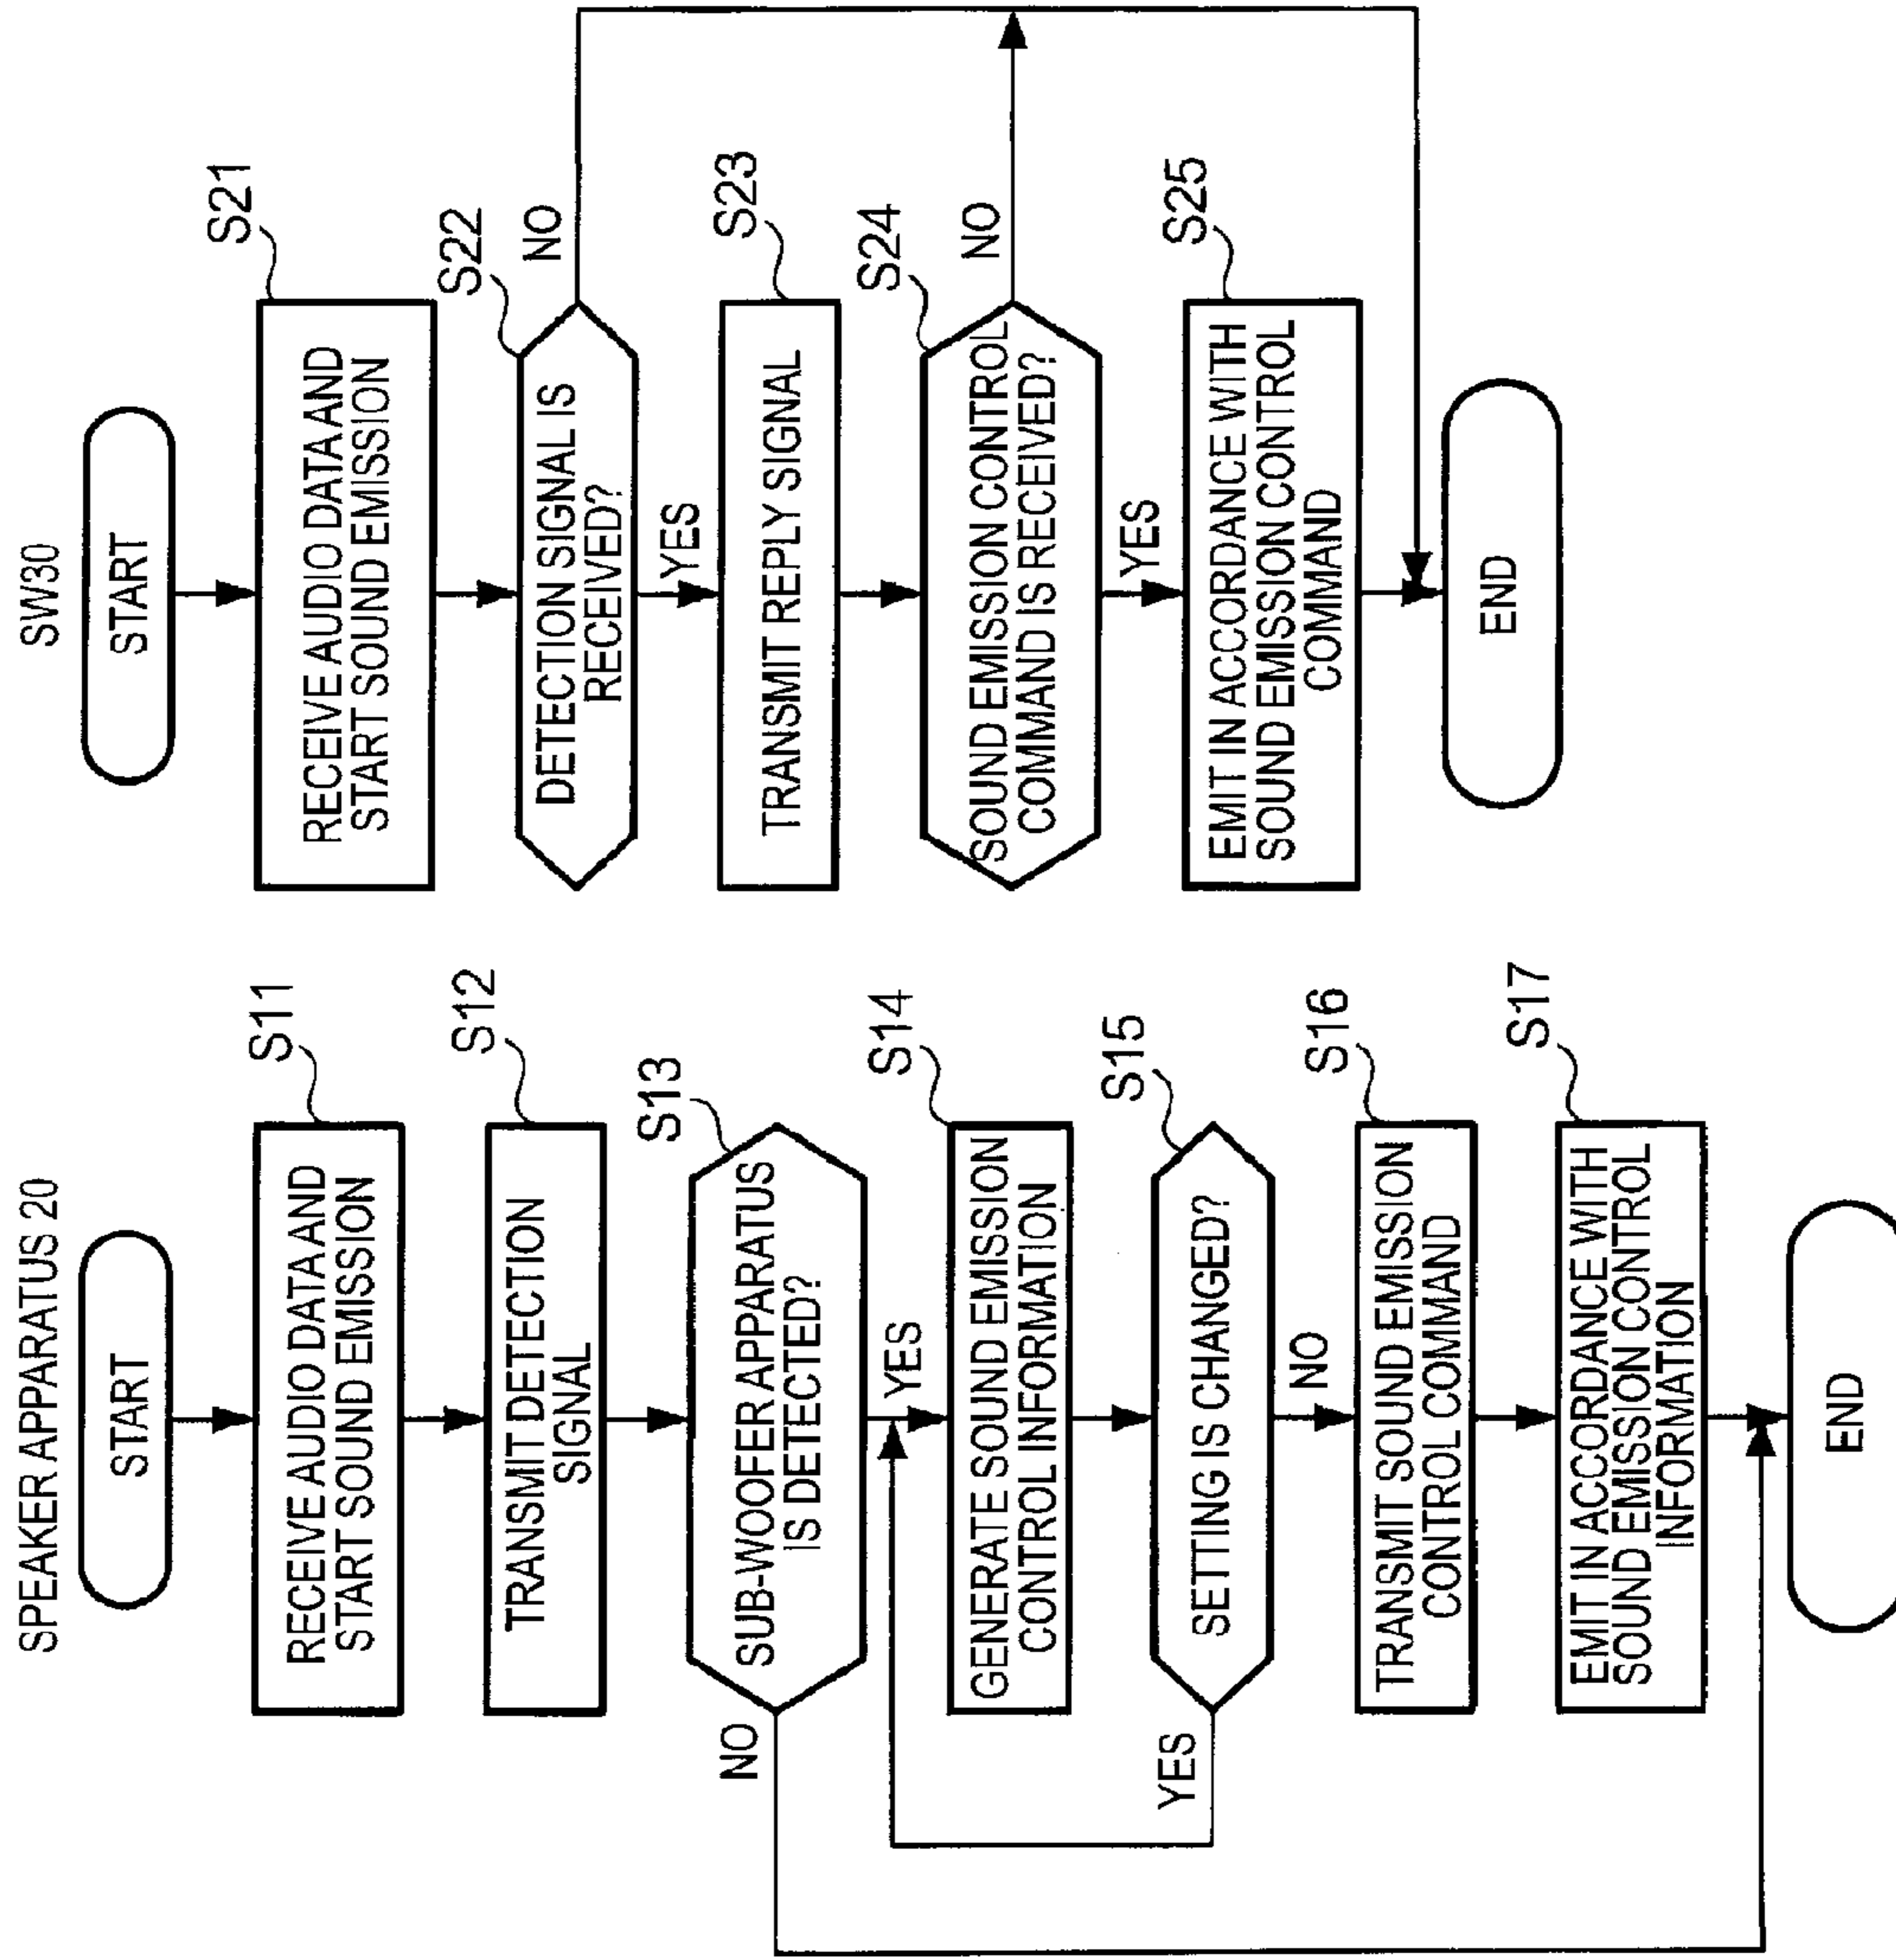 SPEAKER APPARATUS 20
START
RECEIVE AUDIO DATA AND
START SOUND EMISSION
S11
TRANSMIT DETECTION
SIGNAL
S12
SUB-WOOFER APPARATUS
IS DETECTED?
S13
NO
YES
GENERATE SOUND EMISSION
CONTROL INFORMATION
S14
SETTING IS CHANGED?
S15
YES
NO
TRANSMIT SOUND EMISSION
CONTROL COMMAND
S16
EMIT IN ACCORDANCE WITH
SOUND EMISSION CONTROL
INFORMATION
S17
END
SW30
START
RECEIVE AUDIO DATA AND
START SOUND EMISSION
S21
DETECTION SIGNAL IS
RECEIVED?
S22
NO
YES
TRANSMIT REPLY SIGNAL
S23
SOUND EMISSION CONTROL
COMMAND IS RECEIVED?
S24
NO
YES
EMIT IN ACCORDANCE WITH
SOUND EMISSION CONTROL
COMMAND
S25
END